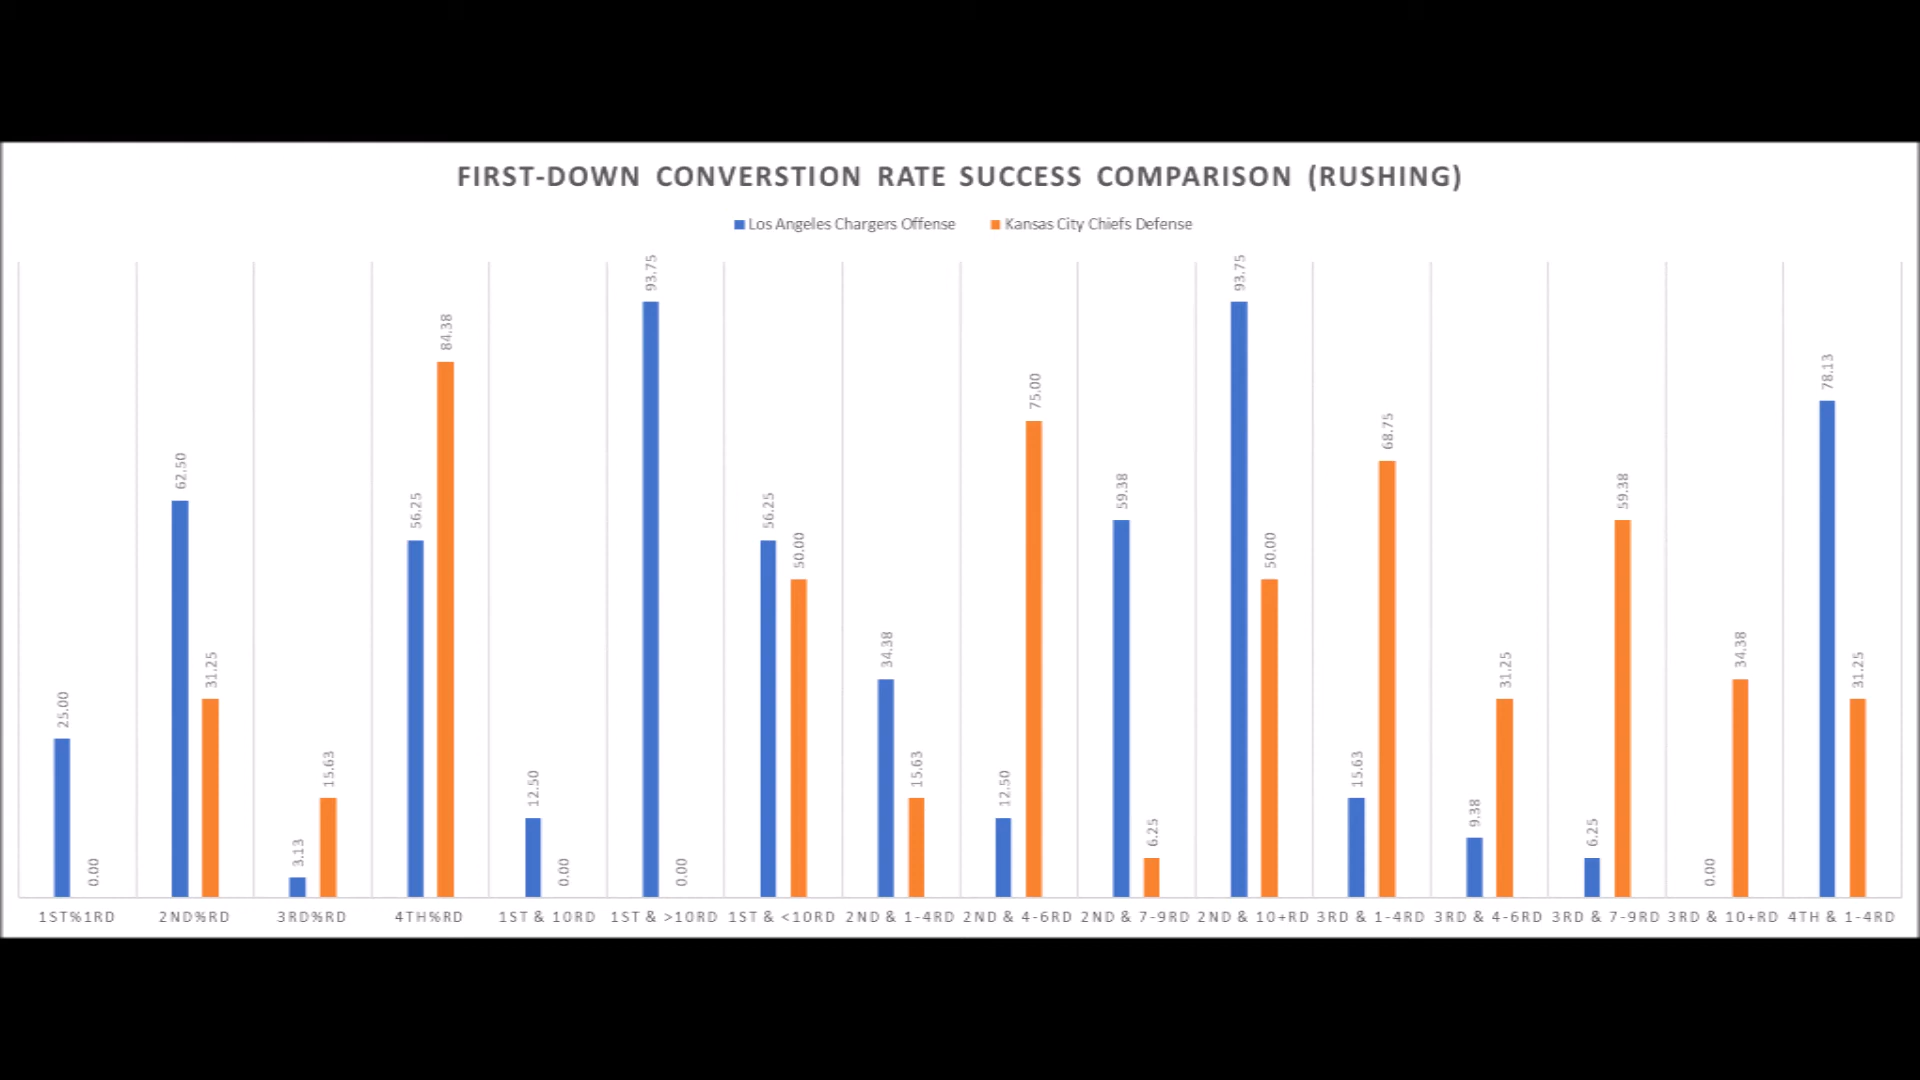 FIRST-DOWN CONVERSTION RATE SUCCESS COMPARISON (RUSHING)
Los Angeles Chargers Offense Kansas City Chiefs Defense
25.00 0.00 62.50 31.25 3.13 15.63 56.25 84.38 12.50 0.00 93.75 0.00 56.25 50.00 34.38 15.63 12.50 75.00 59.38 6.25 93.75 50.00 15.63 68.75 9.38 31.25 6.25 59.38 0.00 34.38 78.13 31.25
1ST%1RD 2ND%RD 3RD%RD 4TH%RD 1ST & 10RD 1ST & >10RD 1ST & <10RD 2ND & 1-4RD 2ND & 4-6RD 2ND & 7-9RD 2ND & 10+RD 3RD & 1-4RD 3RD & 4-6RD 3RD & 7-9RD 3RD & 10+RD 4TH & 1-4RD